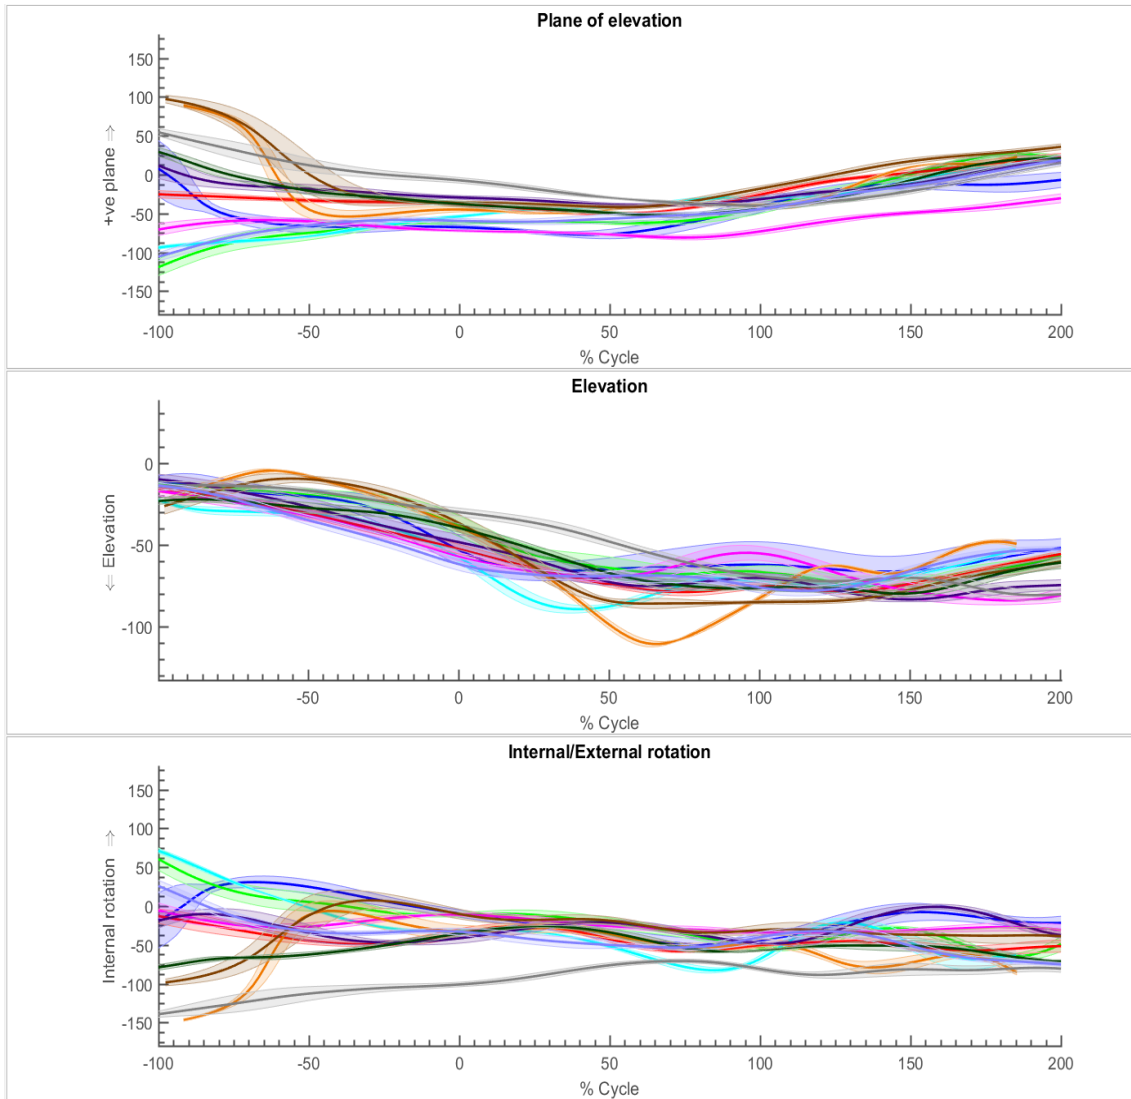 Plane of elevation
150
100
50
0
-50
-100
-150
+ve plane ⇒
-100 -50 0 50 100 150 200
% Cycle
Elevation
0
-50
-100
⇐ Elevation
-50 0 50 100 150 200
% Cycle
Internal/External rotation
150
100
50
0
-50
-100
-150
Internal rotation ⇒
-100 -50 0 50 100 150 200
% Cycle